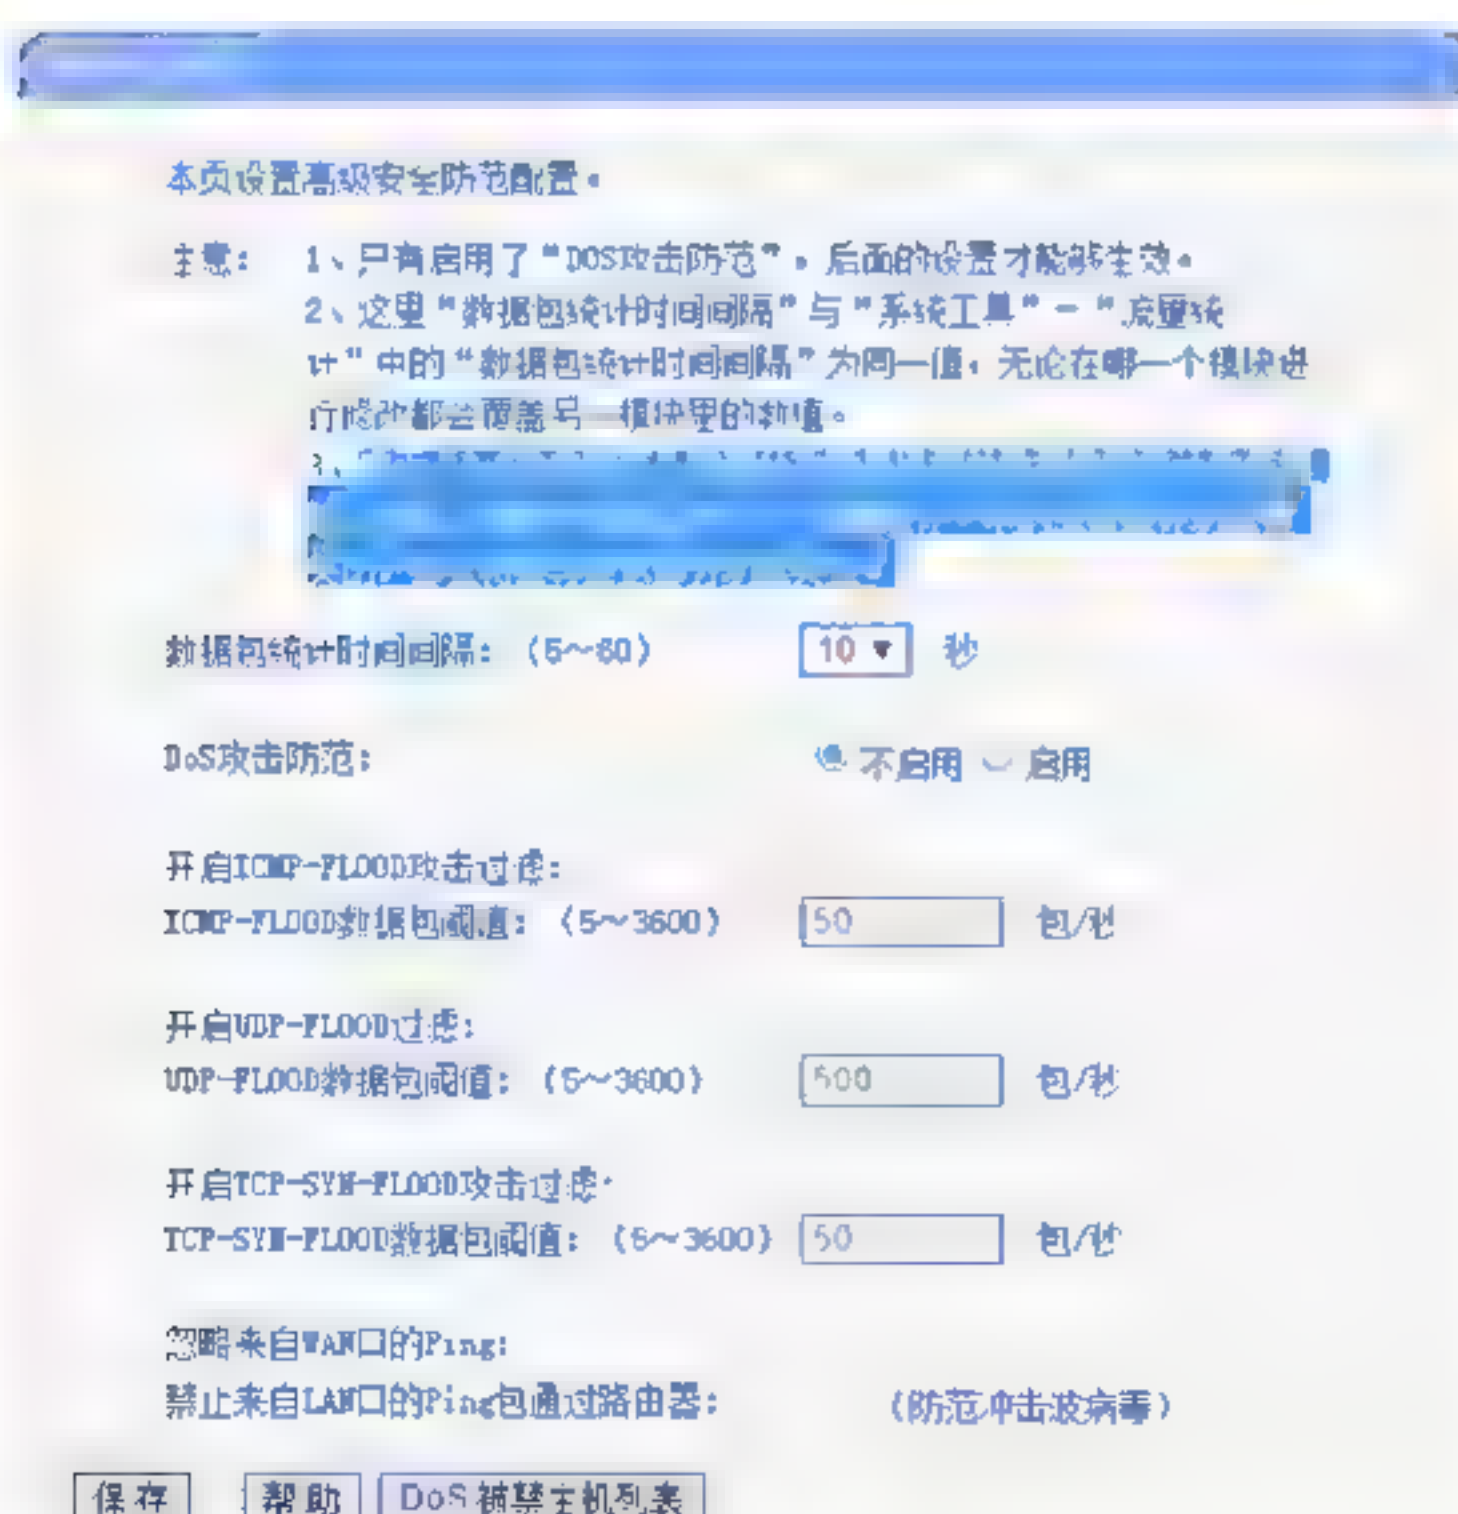 本页设置高级安全防范配置。
注意： 1、只有启用了“DOS攻击防范”，后面的设置才能够生效。
2、这里“数据包统计时间间隔”与“系统工具”-“流量统
计”中的“数据包统计时间间隔”为同一值，无论在哪一个模块进
行修改都会覆盖另一模块里的数值。
3、
数据包统计时间间隔：（5～60） 10 秒
DoS攻击防范： 不启用 启用
开启ICMP-FLOOD攻击过虑：
ICMP-FLOOD数据包阈值：（5～3600） 50 包/秒
开启UDP-FLOOD过虑：
UDP-FLOOD数据包阈值：（5～3600） 500 包/秒
开启TCP-SYN-FLOOD攻击过虑：
TCP-SYN-FLOOD数据包阈值：（5～3600） 50 包/秒
忽略来自WAN口的Ping：
禁止来自LAN口的Ping包通过路由器： （防范冲击波病毒）
保存 帮助 DoS被禁主机列表